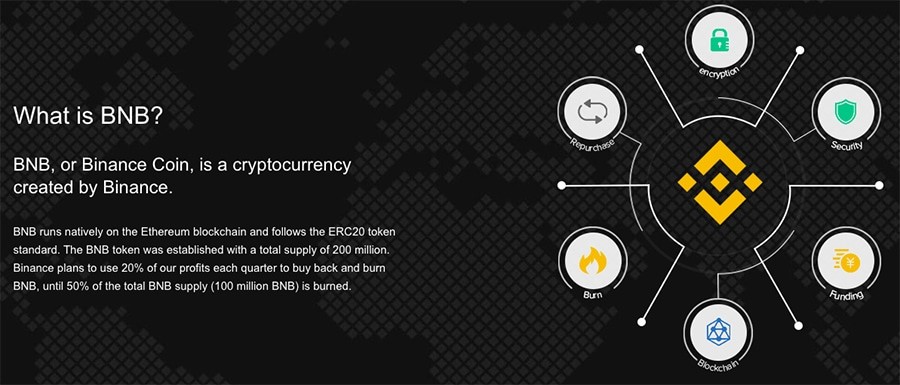 What is BNB?
BNB, or Binance Coin, is a cryptocurrency
created by Binance.
BNB runs natively on the Ethereum blockchain and follows the ERC20 token
standard. The BNB token was established with a total supply of 200 million.
Binance plans to use 20% of our profits each quarter to buy back and burn
BNB, until 50% of the total BNB supply (100 million BNB) is burned.
encryption
Repurchase
Security
Burn
Funding
Blockchain